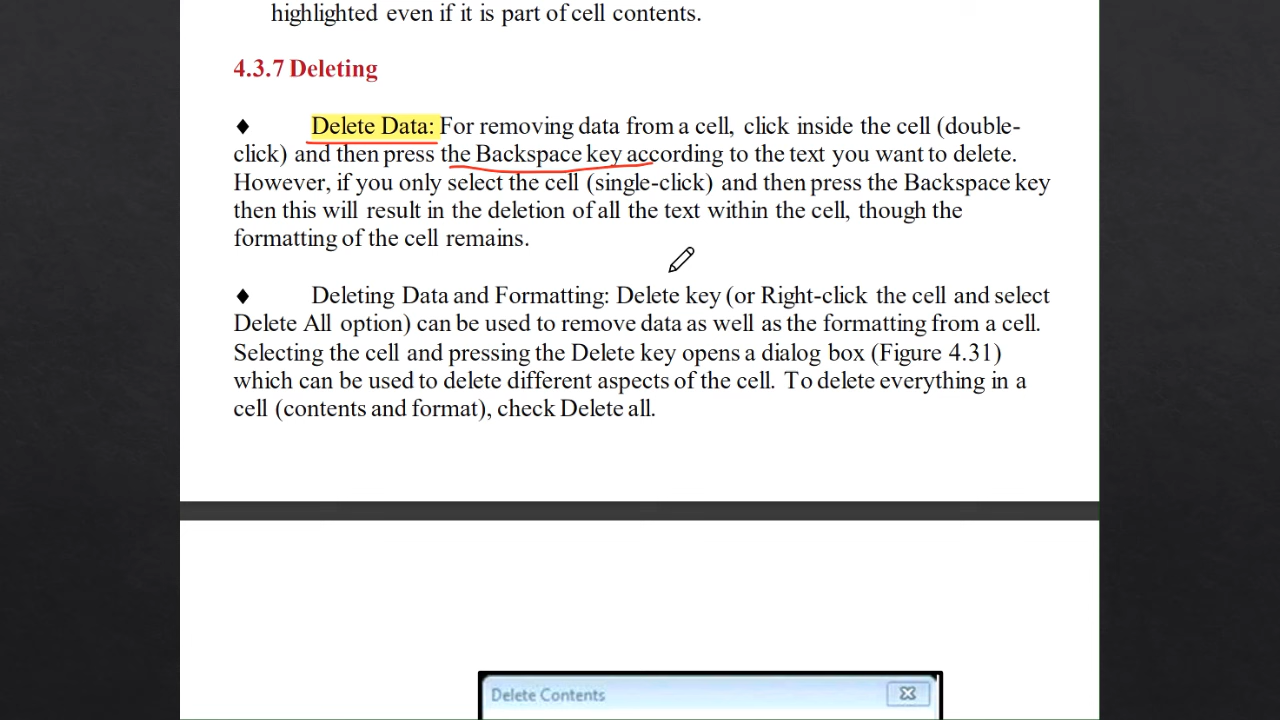 highlighted even if it is part of cell contents.
4.3.7 Deleting
♦ Delete Data: For removing data from a cell, click inside the cell (double-
click) and then press the Backspace key according to the text you want to delete.
However, if you only select the cell (single-click) and then press the Backspace key
then this will result in the deletion of all the text within the cell, though the
formatting of the cell remains.
♦ Deleting Data and Formatting: Delete key (or Right-click the cell and select
Delete All option) can be used to remove data as well as the formatting from a cell.
Selecting the cell and pressing the Delete key opens a dialog box (Figure 4.31)
which can be used to delete different aspects of the cell. To delete everything in a
cell (contents and format), check Delete all.
Delete Contents